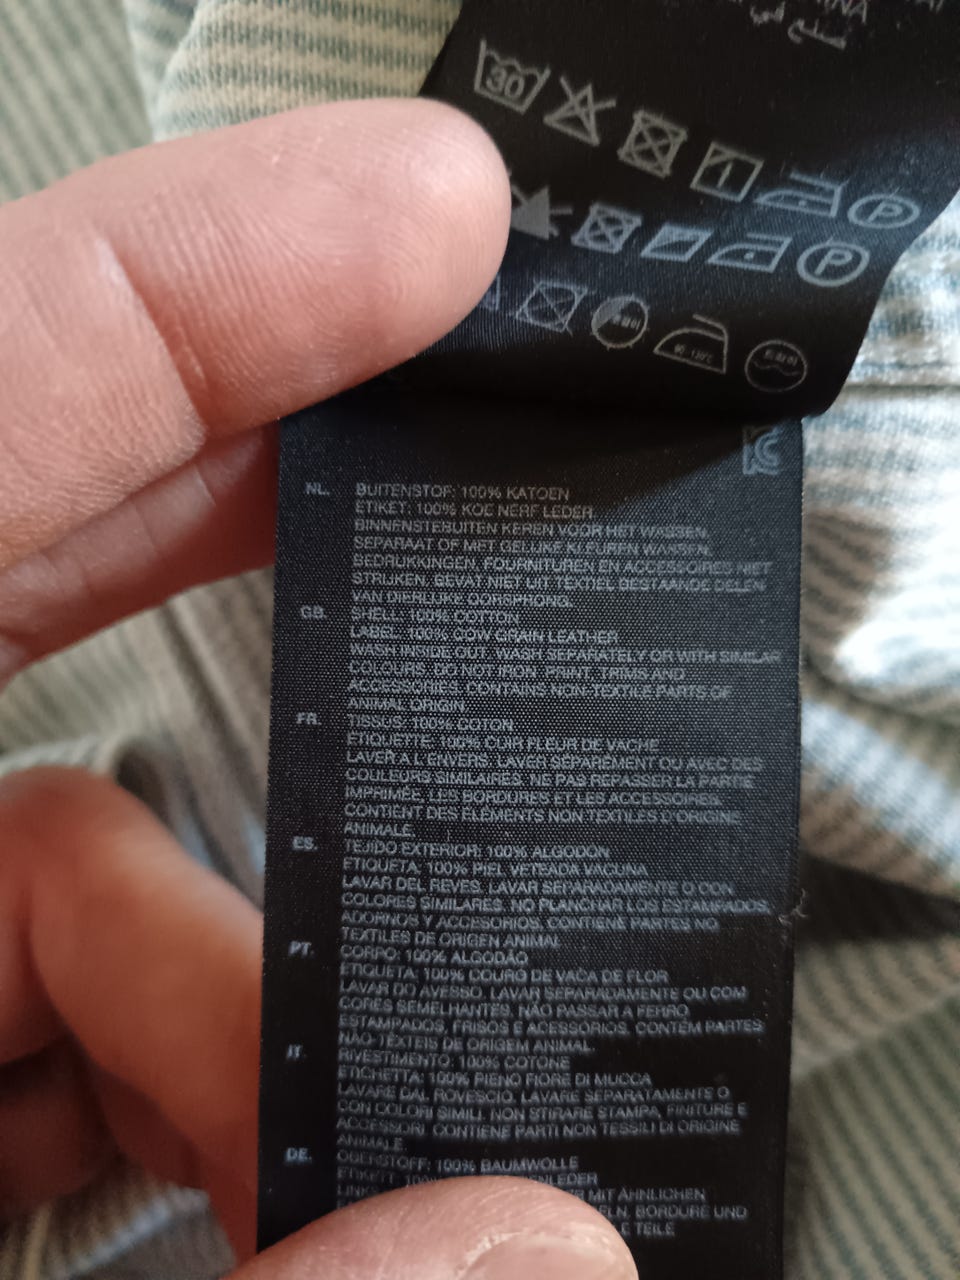 صنع في
30
1
P
P
NL. BUITENSTOF: 100% KATOEN
ETIKET: 100% KOE NERF LEDER
BINNENSTEBUITEN KEREN VOOR HET WASSEN.
SEPARAAT OF MET GELIJKE KLEUREN WASSEN.
BEDRUKKINGEN, FOURNITUREN EN ACCESSOIRES NIET
STRIJKEN. BEVAT NIET UIT TEXTIEL BESTAANDE DELEN
VAN DIERLIJKE OORSPRONG.
GB. SHELL: 100% COTTON
LABEL: 100% COW GRAIN LEATHER
WASH INSIDE OUT. WASH SEPARATELY OR WITH SIMILAR
COLOURS. DO NOT IRON PRINT, TRIMS AND
ACCESSORIES. CONTAINS NON-TEXTILE PARTS OF
ANIMAL ORIGIN.
FR. TISSUS: 100% COTON
ETIQUETTE: 100% CUIR FLEUR DE VACHE
LAVER A L'ENVERS. LAVER SÉPARÉMENT OU AVEC DES
COULEURS SIMILAIRES. NE PAS REPASSER LA PARTIE
IMPRIMÉE, LES BORDURES ET LES ACCESSOIRES.
CONTIENT DES ÉLÉMENTS NON TEXTILES D'ORIGINE
ANIMALE.
ES. TEJIDO EXTERIOR: 100% ALGODÓN
ETIQUETA: 100% PIEL VETEADA VACUNA
LAVAR DEL REVES. LAVAR SEPARADAMENTE O CON
COLORES SIMILARES. NO PLANCHAR LOS ESTAMPADOS,
ADORNOS Y ACCESORIOS. CONTIENE PARTES NO
TEXTILES DE ORIGEN ANIMAL
PT. CORPO: 100% ALGODÃO
ETIQUETA: 100% COURO DE VACA DE FLOR
LAVAR DO AVESSO. LAVAR SEPARADAMENTE OU COM
CORES SEMELHANTES. NÃO PASSAR A FERRO
ESTAMPADOS, FRISOS E ACESSÓRIOS. CONTÉM PARTES
NÃO-TÊXTEIS DE ORIGEM ANIMAL.
IT. RIVESTIMENTO: 100% COTONE
ETICHETTA: 100% PIENO FIORE DI MUCCA
LAVARE DAL ROVESCIO. LAVARE SEPARATAMENTE O
CON COLORI SIMILI. NON STIRARE STAMPA, FINITURE E
ACCESSORI. CONTIENE PARTI NON TESSILI DI ORIGINE
ANIMALE.
DE. OBERSTOFF: 100% BAUMWOLLE
ETIKETT: 100%
MIT ÄHNLICHEN
BORDÜRE UND
TEILE